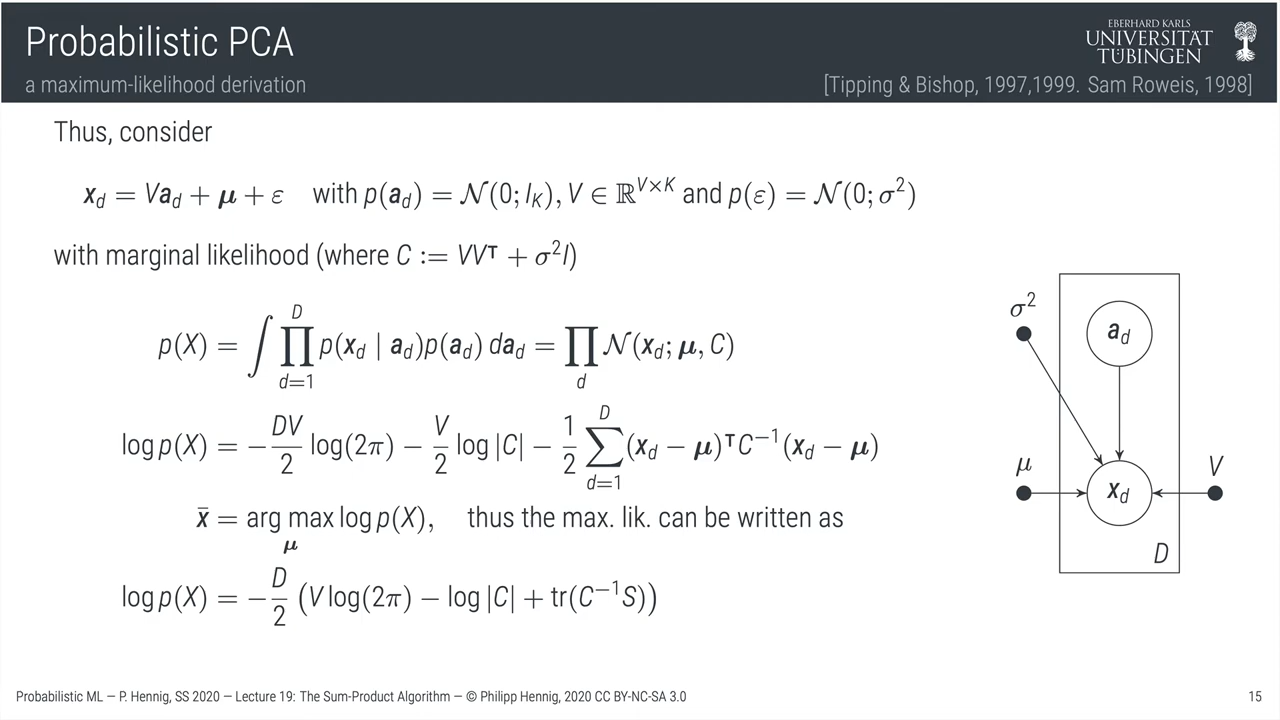 Probabilistic PCA
a maximum-likelihood derivation
EBERHARD KARLS
UNIVERSITÄT
TÜBINGEN
[Tipping & Bishop, 1997,1999. Sam Roweis, 1998]
Thus, consider
x_d = Va_d + μ + ε with p(a_d) = 𝒩(0; I_K), V ∈ ℝ^{V×K} and p(ε) = 𝒩(0; σ²)
with marginal likelihood (where C := VV^⊤ + σ²I)
p(X) = ∫ ∏_{d=1}^{D} p(x_d | a_d)p(a_d) da_d = ∏_d 𝒩(x_d; μ, C)
log p(X) = −DV/2 log(2π) − V/2 log |C| − 1/2 ∑_{d=1}^{D} (x_d − μ)^⊤C^{−1}(x_d − μ)
x̄ = arg max_μ log p(X), thus the max. lik. can be written as
log p(X) = −D/2 (V log(2π) − log |C| + tr(C^{−1}S))
σ²
a_d
μ
x_d
V
D
Probabilistic ML — P. Hennig, SS 2020 — Lecture 19: The Sum-Product Algorithm — © Philipp Hennig, 2020 CC BY-NC-SA 3.0
15